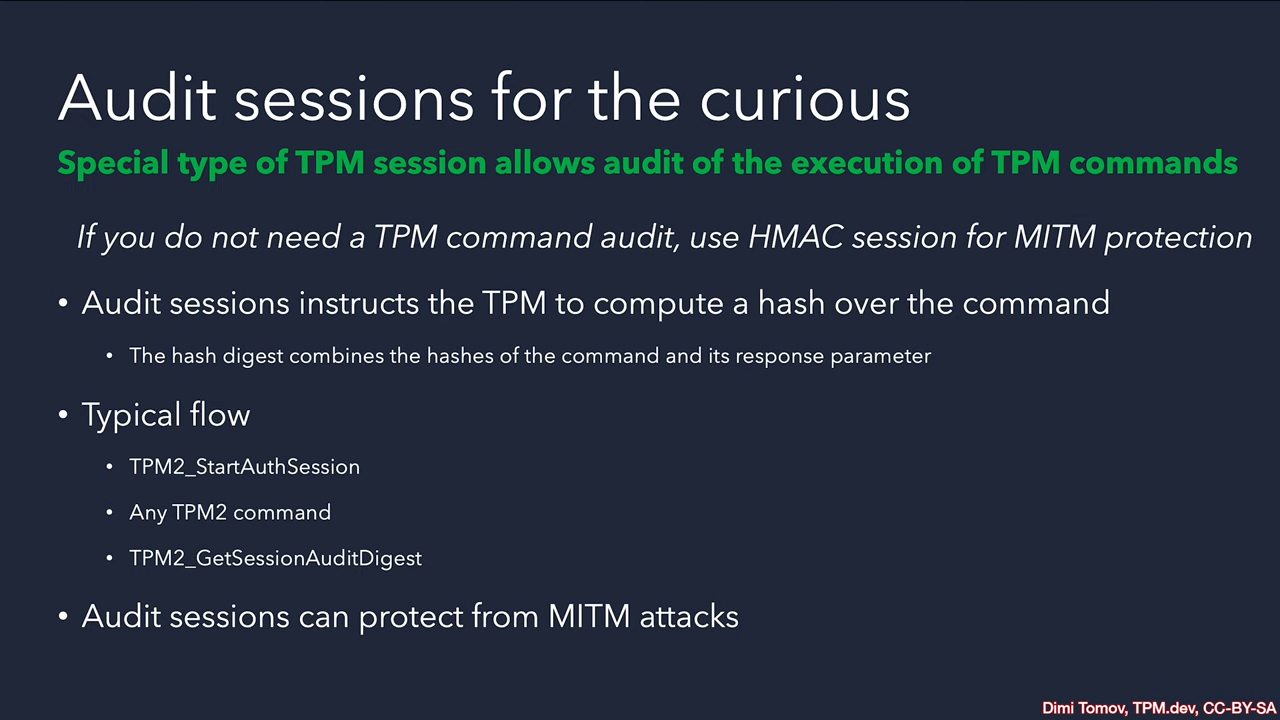 Audit sessions for the curious
Special type of TPM session allows audit of the execution of TPM commands
If you do not need a TPM command audit, use HMAC session for MITM protection
• Audit sessions instructs the TPM to compute a hash over the command
• The hash digest combines the hashes of the command and its response parameter
• Typical flow
• TPM2_StartAuthSession
• Any TPM2 command
• TPM2_GetSessionAuditDigest
• Audit sessions can protect from MITM attacks
Dimi Tomov, TPM.dev, CC-BY-SA